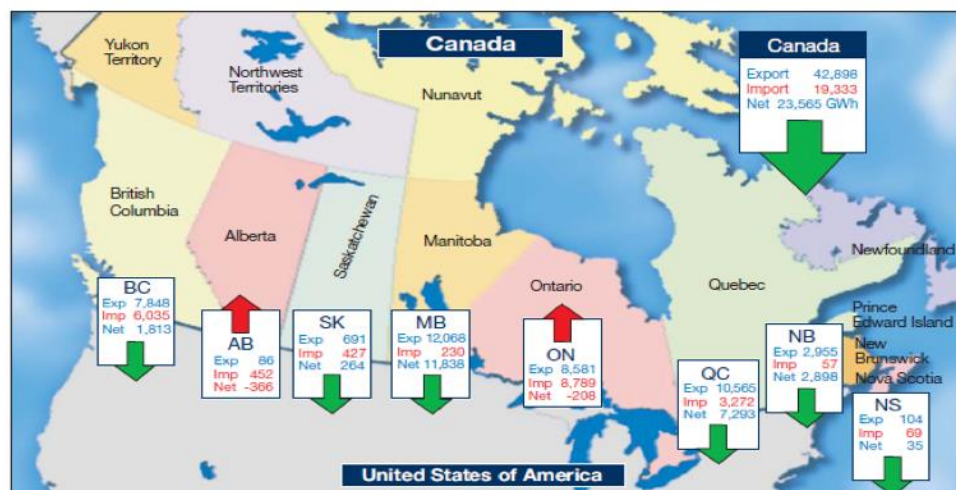 Canada
Canada
Export 42,898
Import 19,333
Net 23,565 GWh
Yukon
Territory
Northwest
Territories
Nunavut
British
Columbia
Alberta
Saskatchewan
Manitoba
Ontario
Quebec
Newfoundland
Prince
Edward Island
New
Brunswick
Nova Scotia
BC
Exp 7,848
Imp 6,035
Net 1,813
AB
Exp 86
Imp 452
Net -366
SK
Exp 691
Imp 427
Net 264
MB
Exp 12,068
Imp 230
Net 11,838
ON
Exp 8,581
Imp 8,789
Net -208
QC
Exp 10,565
Imp 3,272
Net 7,293
NB
Exp 2,955
Imp 57
Net 2,898
NS
Exp 104
Imp 69
Net 35
United States of America